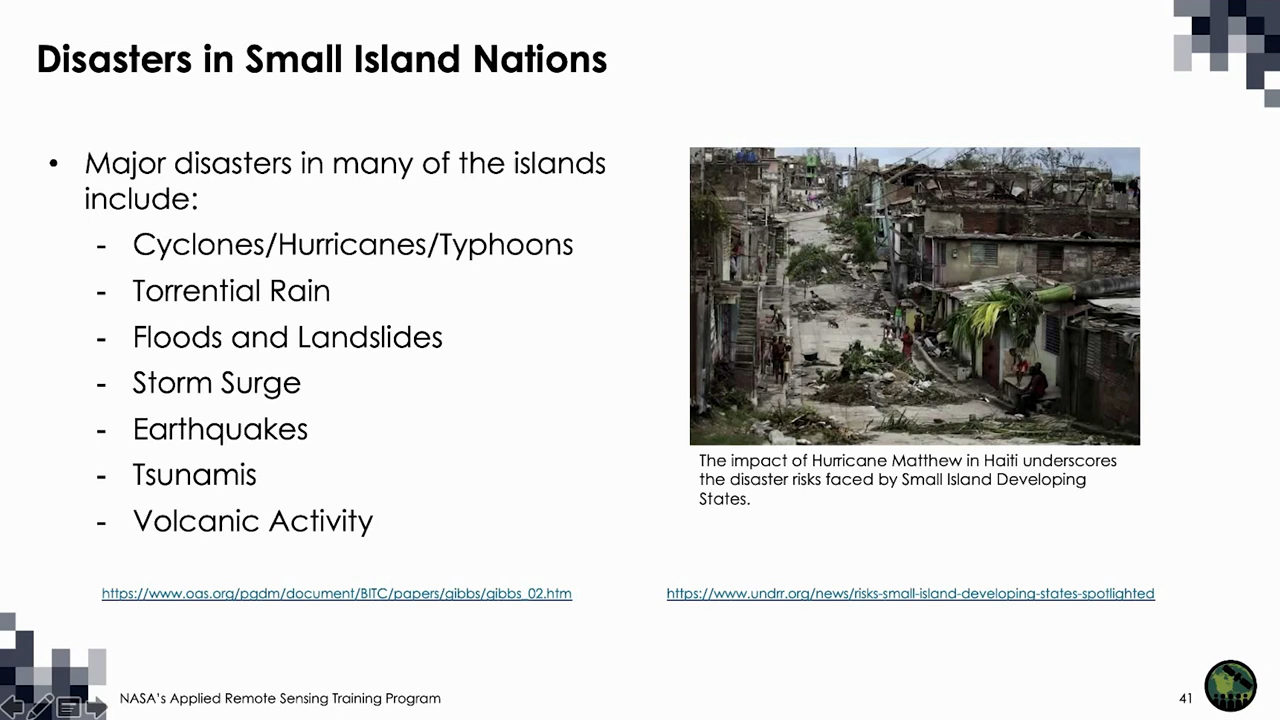 Disasters in Small Island Nations
• Major disasters in many of the islands
include:
- Cyclones/Hurricanes/Typhoons
- Torrential Rain
- Floods and Landslides
- Storm Surge
- Earthquakes
- Tsunamis
- Volcanic Activity
The impact of Hurricane Matthew in Haiti underscores
the disaster risks faced by Small Island Developing
States.
https://www.oas.org/pgdm/document/BITC/papers/gibbs/gibbs_02.htm
https://www.undrr.org/news/risks-small-island-developing-states-spotlighted
NASA's Applied Remote Sensing Training Program
41